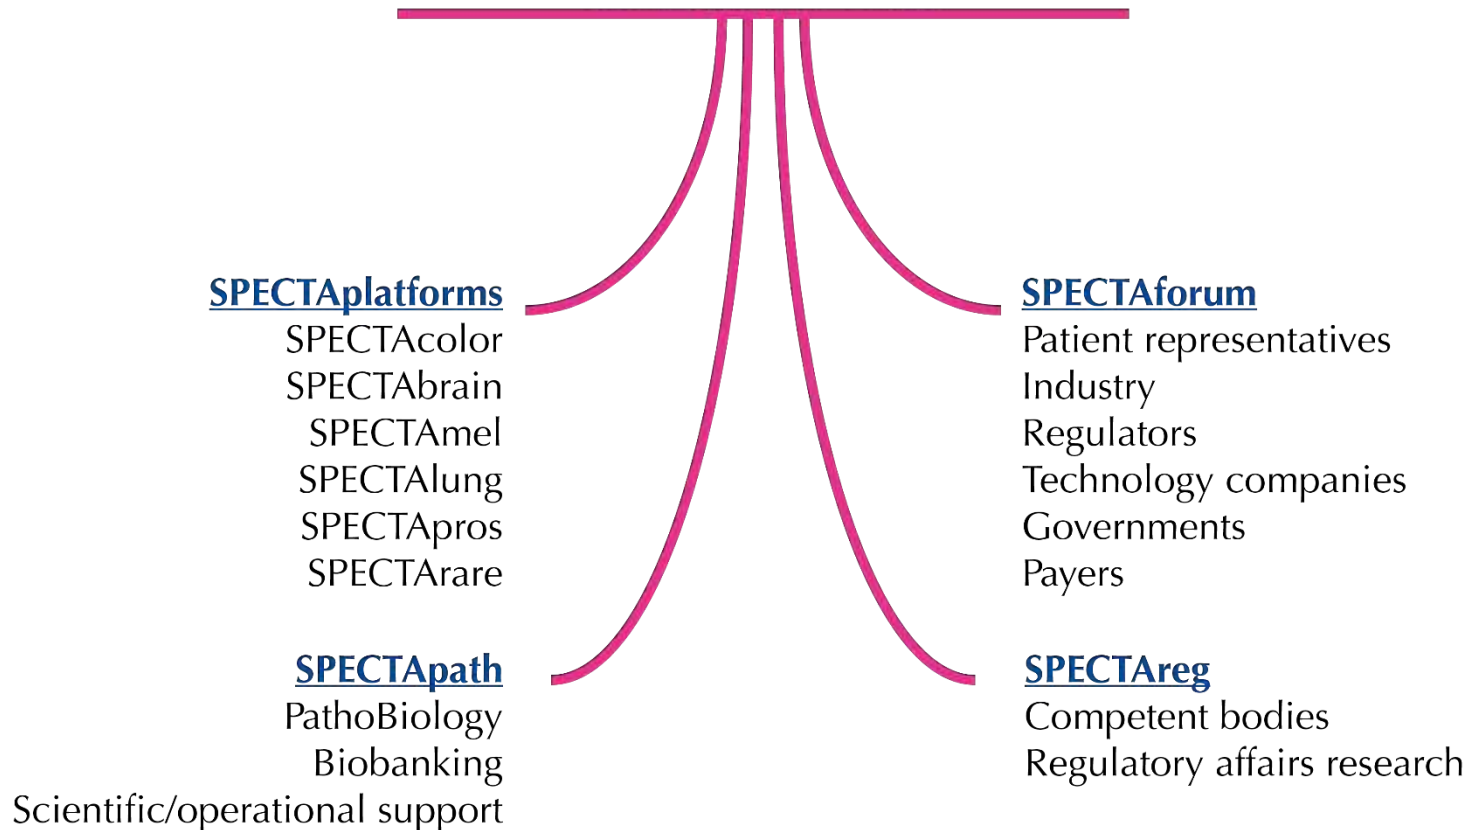 SPECTAplatforms
SPECTAcolor
SPECTAbrain
SPECTAmel
SPECTAlung
SPECTApros
SPECTArare
SPECTApath
PathoBiology
Biobanking
Scientific/operational support
SPECTAforum
Patient representatives
Industry
Regulators
Technology companies
Governments
Payers
SPECTAreg
Competent bodies
Regulatory affairs research